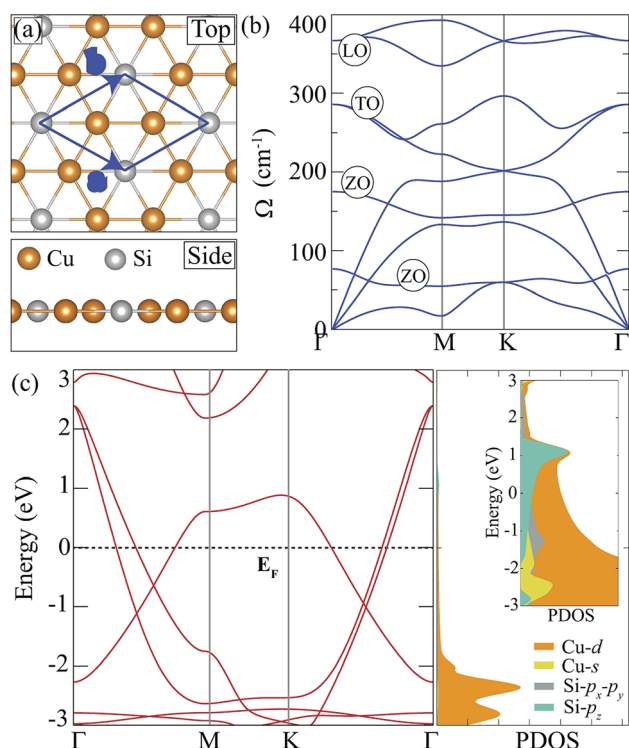 (a)
Top
Cu
Si
Side
(b)
Ω (cm⁻¹)
400
300
200
100
50
0
LO
TO
ZO
ZO
Γ
M
K
Γ
(c)
Energy (eV)
3
2
1
0
-1
-2
-3
E_F
Γ
M
K
Γ
Energy (eV)
3
2
1
0
-1
-2
-3
PDOS
Cu-d
Cu-s
Si-pₓ-p_y
Si-p_z
PDOS